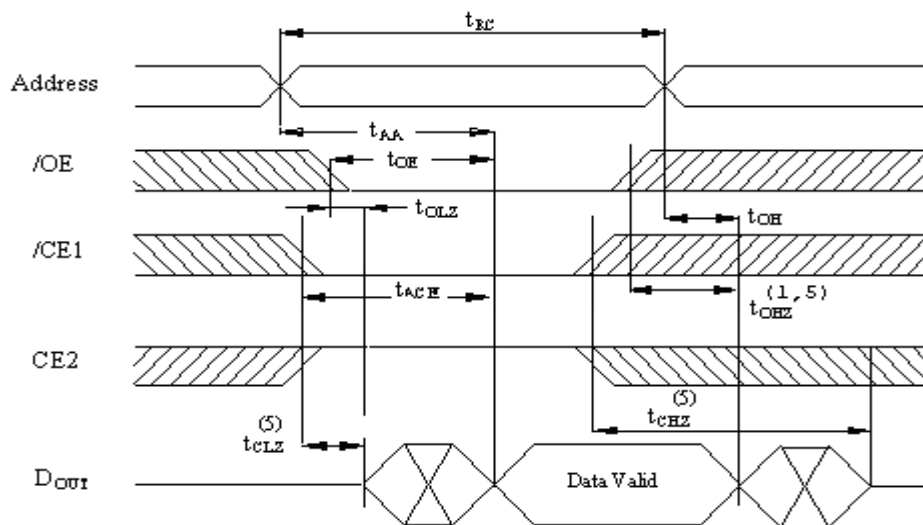 tRC
Address
tAA
/OE
tOE
tOLZ
tOH
/CE1
tACE
(1,5)
tOHZ
CE2
(5)
tCHZ
(5)
tCLZ
DOUT
Data Valid